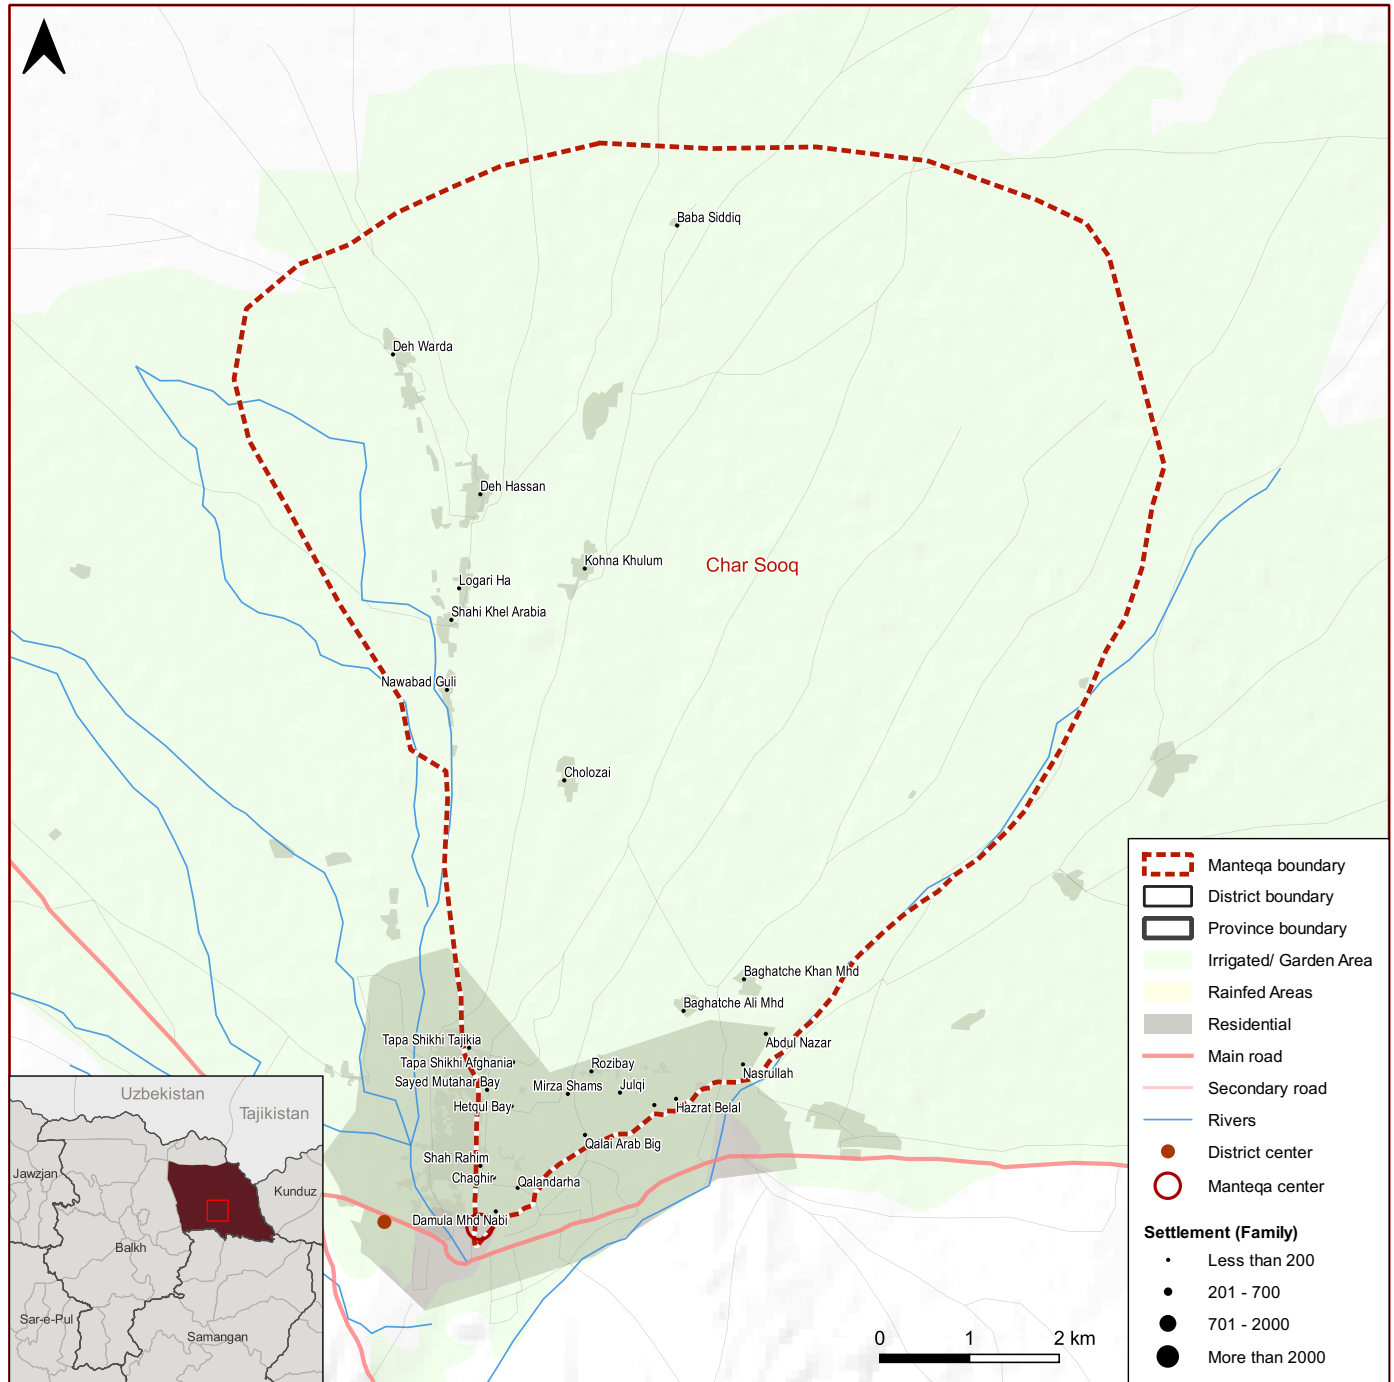 Baba Siddiq
Deh Warda
Deh Hassan
Kohna Khulum
Char Sooq
Logari Ha
Shahi Khel Arabia
Nawabad Guli
Cholozai
Baghatche Khan Mhd
Baghatche Ali Mhd
Tapa Shikhi Tajikia
Abdul Nazar
Tapa Shikhi Afghania
Rozibay
Nasrullah
Sayed Mutahar Bay
Mirza Shams
Julqi
Hetqul Bay
Hazrat Belal
Qalai Arab Big
Shah Rahim
Chaghir
Qalandarha
Damula Mhd Nabi
Uzbekistan
Tajikistan
Jawzjan
Kunduz
Balkh
Sar-e-Pul
Samangan
0 1 2 km
Manteqa boundary
District boundary
Province boundary
Irrigated/ Garden Area
Rainfed Areas
Residential
Main road
Secondary road
Rivers
District center
Manteqa center
Settlement (Family)
Less than 200
201 - 700
701 - 2000
More than 2000